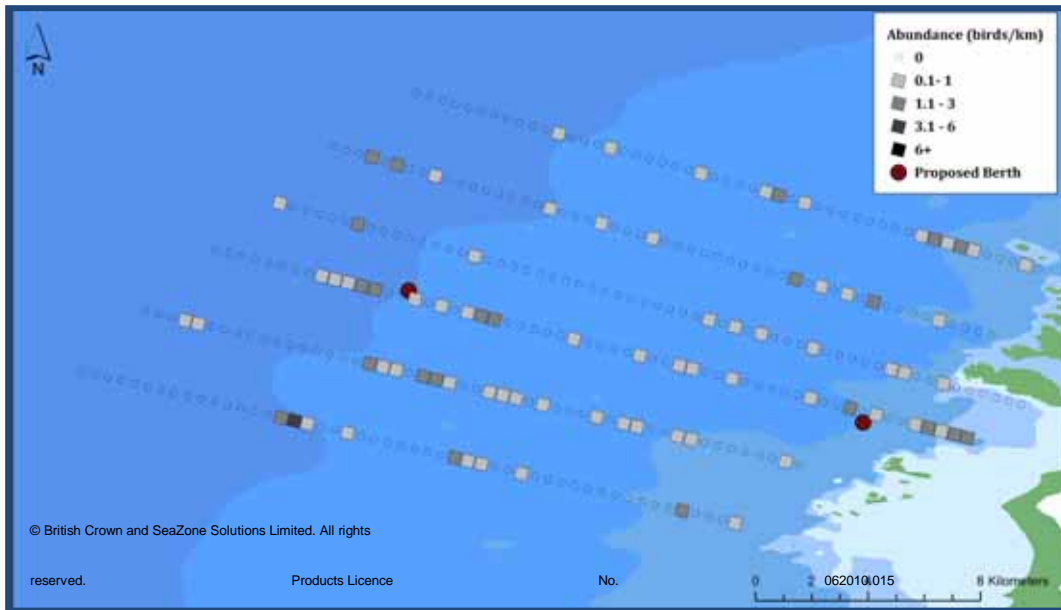 N
Abundance (birds/km)
0
0.1- 1
1.1 - 3
3.1 - 6
6+
Proposed Berth
© British Crown and SeaZone Solutions Limited. All rights
reserved. Products Licence No. 062010.015
0 2 8 Kilometers